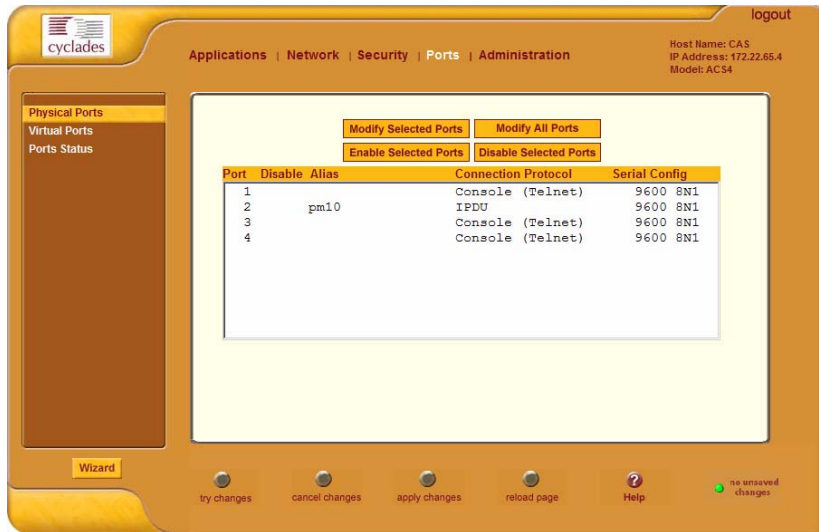 logout
cyclades
Applications | Network | Security | Ports | Administration
Host Name: CAS
IP Address: 172.22.65.4
Model: ACS4
Physical Ports
Virtual Ports
Ports Status
Modify Selected Ports Modify All Ports
Enable Selected Ports Disable Selected Ports
Port Disable Alias Connection Protocol Serial Config
1 Console (Telnet) 9600 8N1
2 pm10 IPDU 9600 8N1
3 Console (Telnet) 9600 8N1
4 Console (Telnet) 9600 8N1
Wizard
try changes
cancel changes
apply changes
reload page
? Help
no unsaved
changes